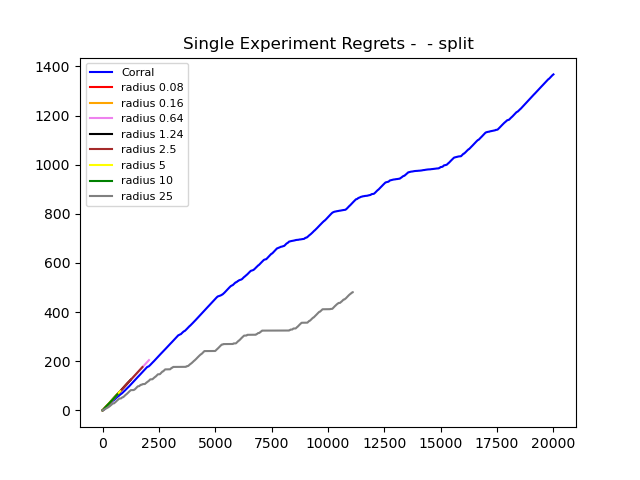 Single Experiment Regrets -  - split
1400
1200
1000
800
600
400
200
0
Corral
radius 0.08
radius 0.16
radius 0.64
radius 1.24
radius 2.5
radius 5
radius 10
radius 25
0 2500 5000 7500 10000 12500 15000 17500 20000